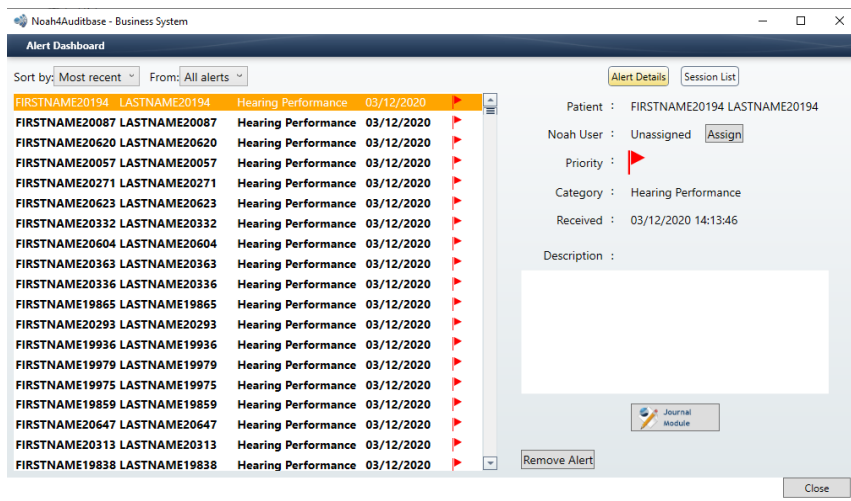 Noah4Auditbase - Business System
Alert Dashboard
Sort by: Most recent From: All alerts
Alert Details Session List
FIRSTNAME20194 LASTNAME20194 Hearing Performance 03/12/2020
FIRSTNAME20087 LASTNAME20087 Hearing Performance 03/12/2020
FIRSTNAME20620 LASTNAME20620 Hearing Performance 03/12/2020
FIRSTNAME20057 LASTNAME20057 Hearing Performance 03/12/2020
FIRSTNAME20271 LASTNAME20271 Hearing Performance 03/12/2020
FIRSTNAME20623 LASTNAME20623 Hearing Performance 03/12/2020
FIRSTNAME20332 LASTNAME20332 Hearing Performance 03/12/2020
FIRSTNAME20604 LASTNAME20604 Hearing Performance 03/12/2020
FIRSTNAME20363 LASTNAME20363 Hearing Performance 03/12/2020
FIRSTNAME20336 LASTNAME20336 Hearing Performance 03/12/2020
FIRSTNAME19865 LASTNAME19865 Hearing Performance 03/12/2020
FIRSTNAME20293 LASTNAME20293 Hearing Performance 03/12/2020
FIRSTNAME19936 LASTNAME19936 Hearing Performance 03/12/2020
FIRSTNAME19979 LASTNAME19979 Hearing Performance 03/12/2020
FIRSTNAME19975 LASTNAME19975 Hearing Performance 03/12/2020
FIRSTNAME19859 LASTNAME19859 Hearing Performance 03/12/2020
FIRSTNAME20647 LASTNAME20647 Hearing Performance 03/12/2020
FIRSTNAME20313 LASTNAME20313 Hearing Performance 03/12/2020
FIRSTNAME19838 LASTNAME19838 Hearing Performance 03/12/2020
Patient : FIRSTNAME20194 LASTNAME20194
Noah User : Unassigned Assign
Priority :
Category : Hearing Performance
Received : 03/12/2020 14:13:46
Description :
Journal
Module
Remove Alert
Close